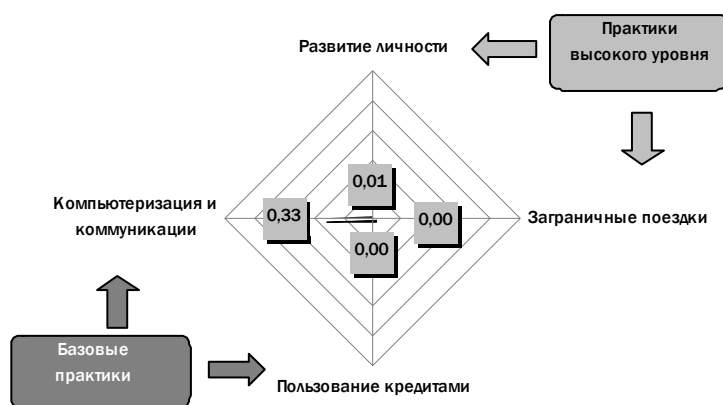 Практики
высокого уровня
Развитие личности
0,01
Компьютеризация и
коммуникации
0,33
0,00
Заграничные поездки
0,00
Базовые
практики
Пользование кредитами